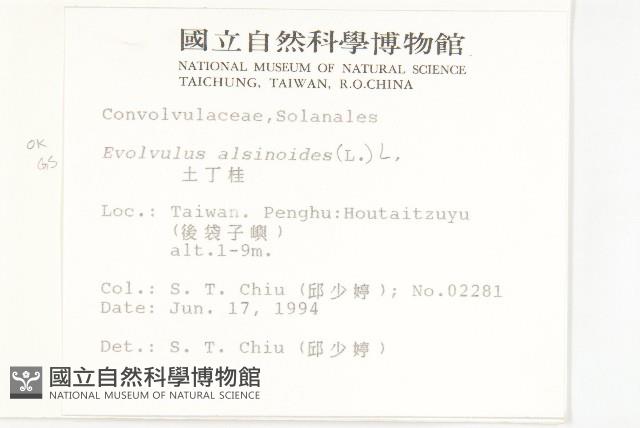 國立自然科學博物館
NATIONAL MUSEUM OF NATURAL SCIENCE
TAICHUNG, TAIWAN, R.O.CHINA
Convolvulaceae,Solanales
OK
GS
Evolvulus alsinoides(L.) L.
土丁桂
Loc.: Taiwan. Penghu:Houtaitzuyu
(後袋子嶼)
alt.1-9m.
Col.: S. T. Chiu (邱少婷); No.02281
Date: Jun. 17, 1994
Det.: S. T. Chiu (邱少婷)
國立自然科學博物館
NATIONAL MUSEUM OF NATURAL SCIENCE